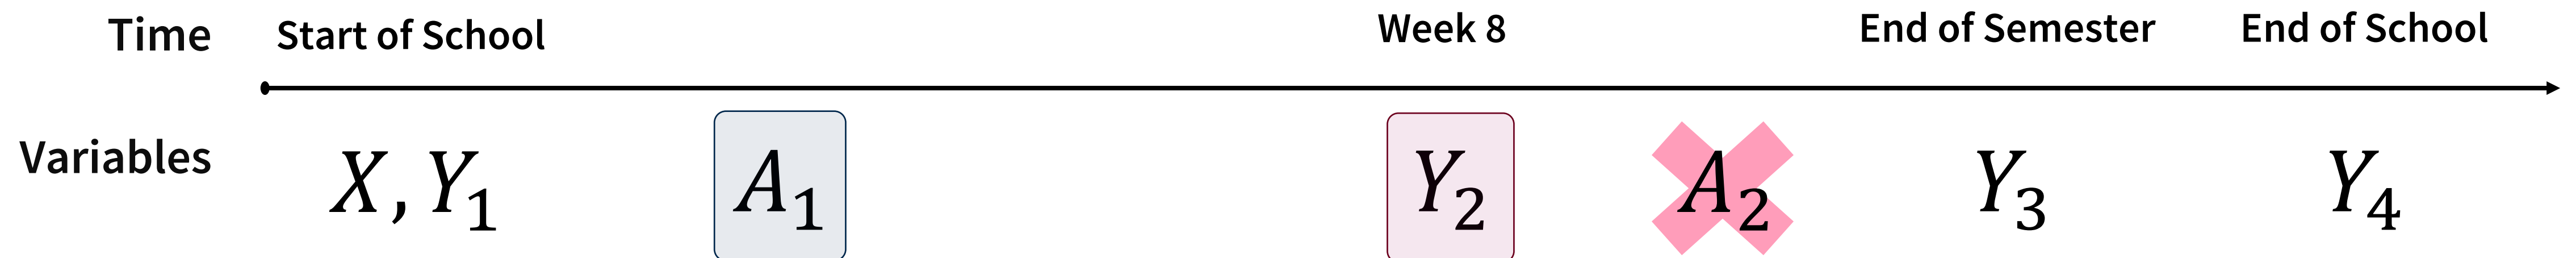 Time Start of School Week 8 End of Semester End of School
Variables X, Y₁ A₁ Y₂ A₂ Y₃ Y₄